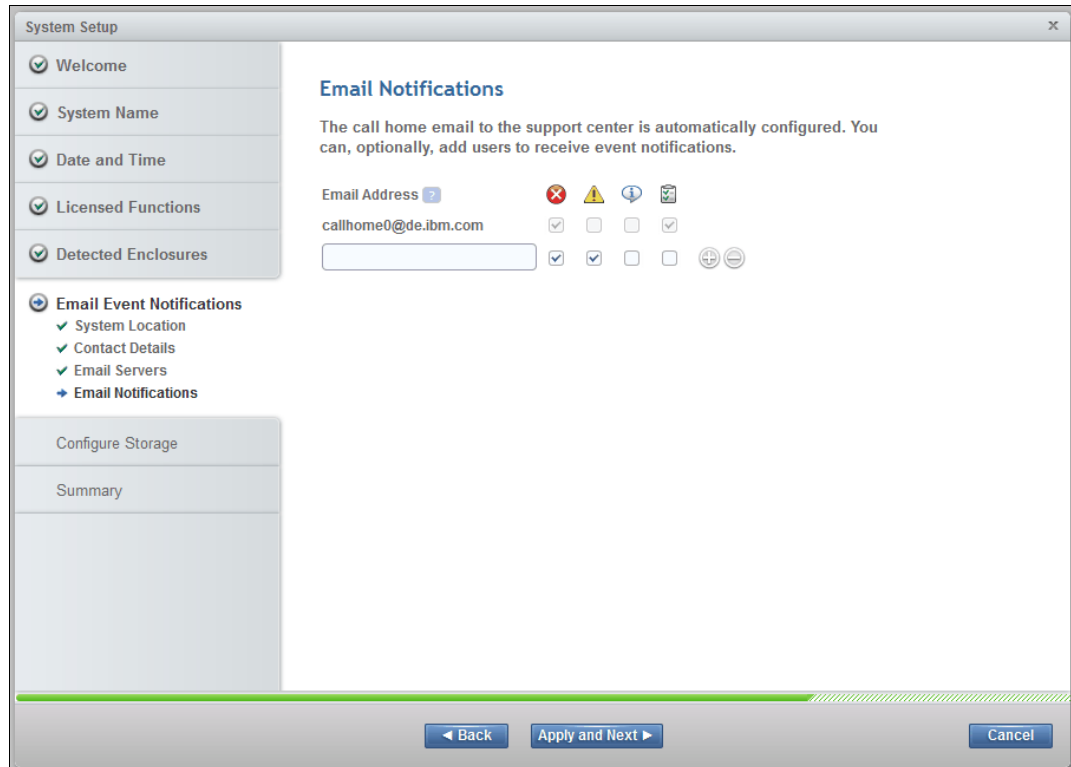 System Setup
x
Welcome
System Name
Date and Time
Licensed Functions
Detected Enclosures
Email Event Notifications
System Location
Contact Details
Email Servers
Email Notifications
Configure Storage
Summary
Email Notifications
The call home email to the support center is automatically configured. You
can, optionally, add users to receive event notifications.
Email Address ?
callhome0@de.ibm.com
Back
Apply and Next
Cancel